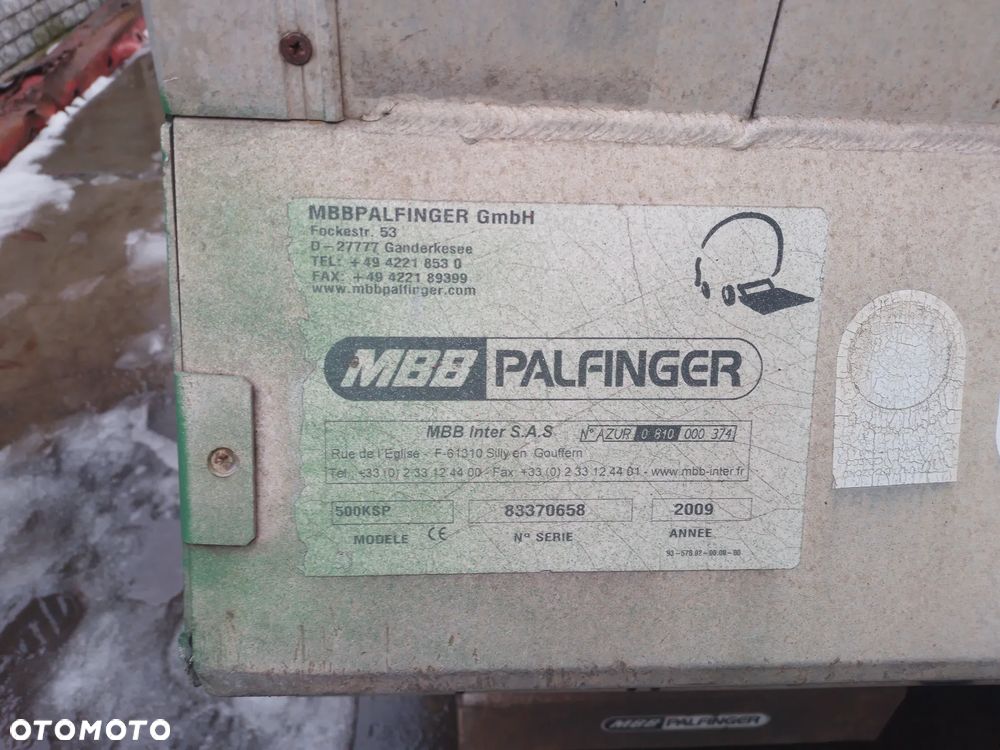 MBBPALFINGER GmbH
Fockestr. 53
D-27777 Ganderkesee
TEL: +49 4221 853 0
FAX: +49 4221 89399
www.mbbpalfinger.com
MBB PALFINGER
MBB Inter S.A.S N° AZUR 0 810 000 374
Rue de l'Eglise - F-61310 Silly en Gouffern
Tel. +33 (0) 2 33 12 44 00 - Fax +33 (0) 2 33 12 44 01 - www.mbb-inter.fr
500KSP 83370658 2009
MODELE CE N° SERIE ANNEE
MBB PALFINGER
OTOMOTO